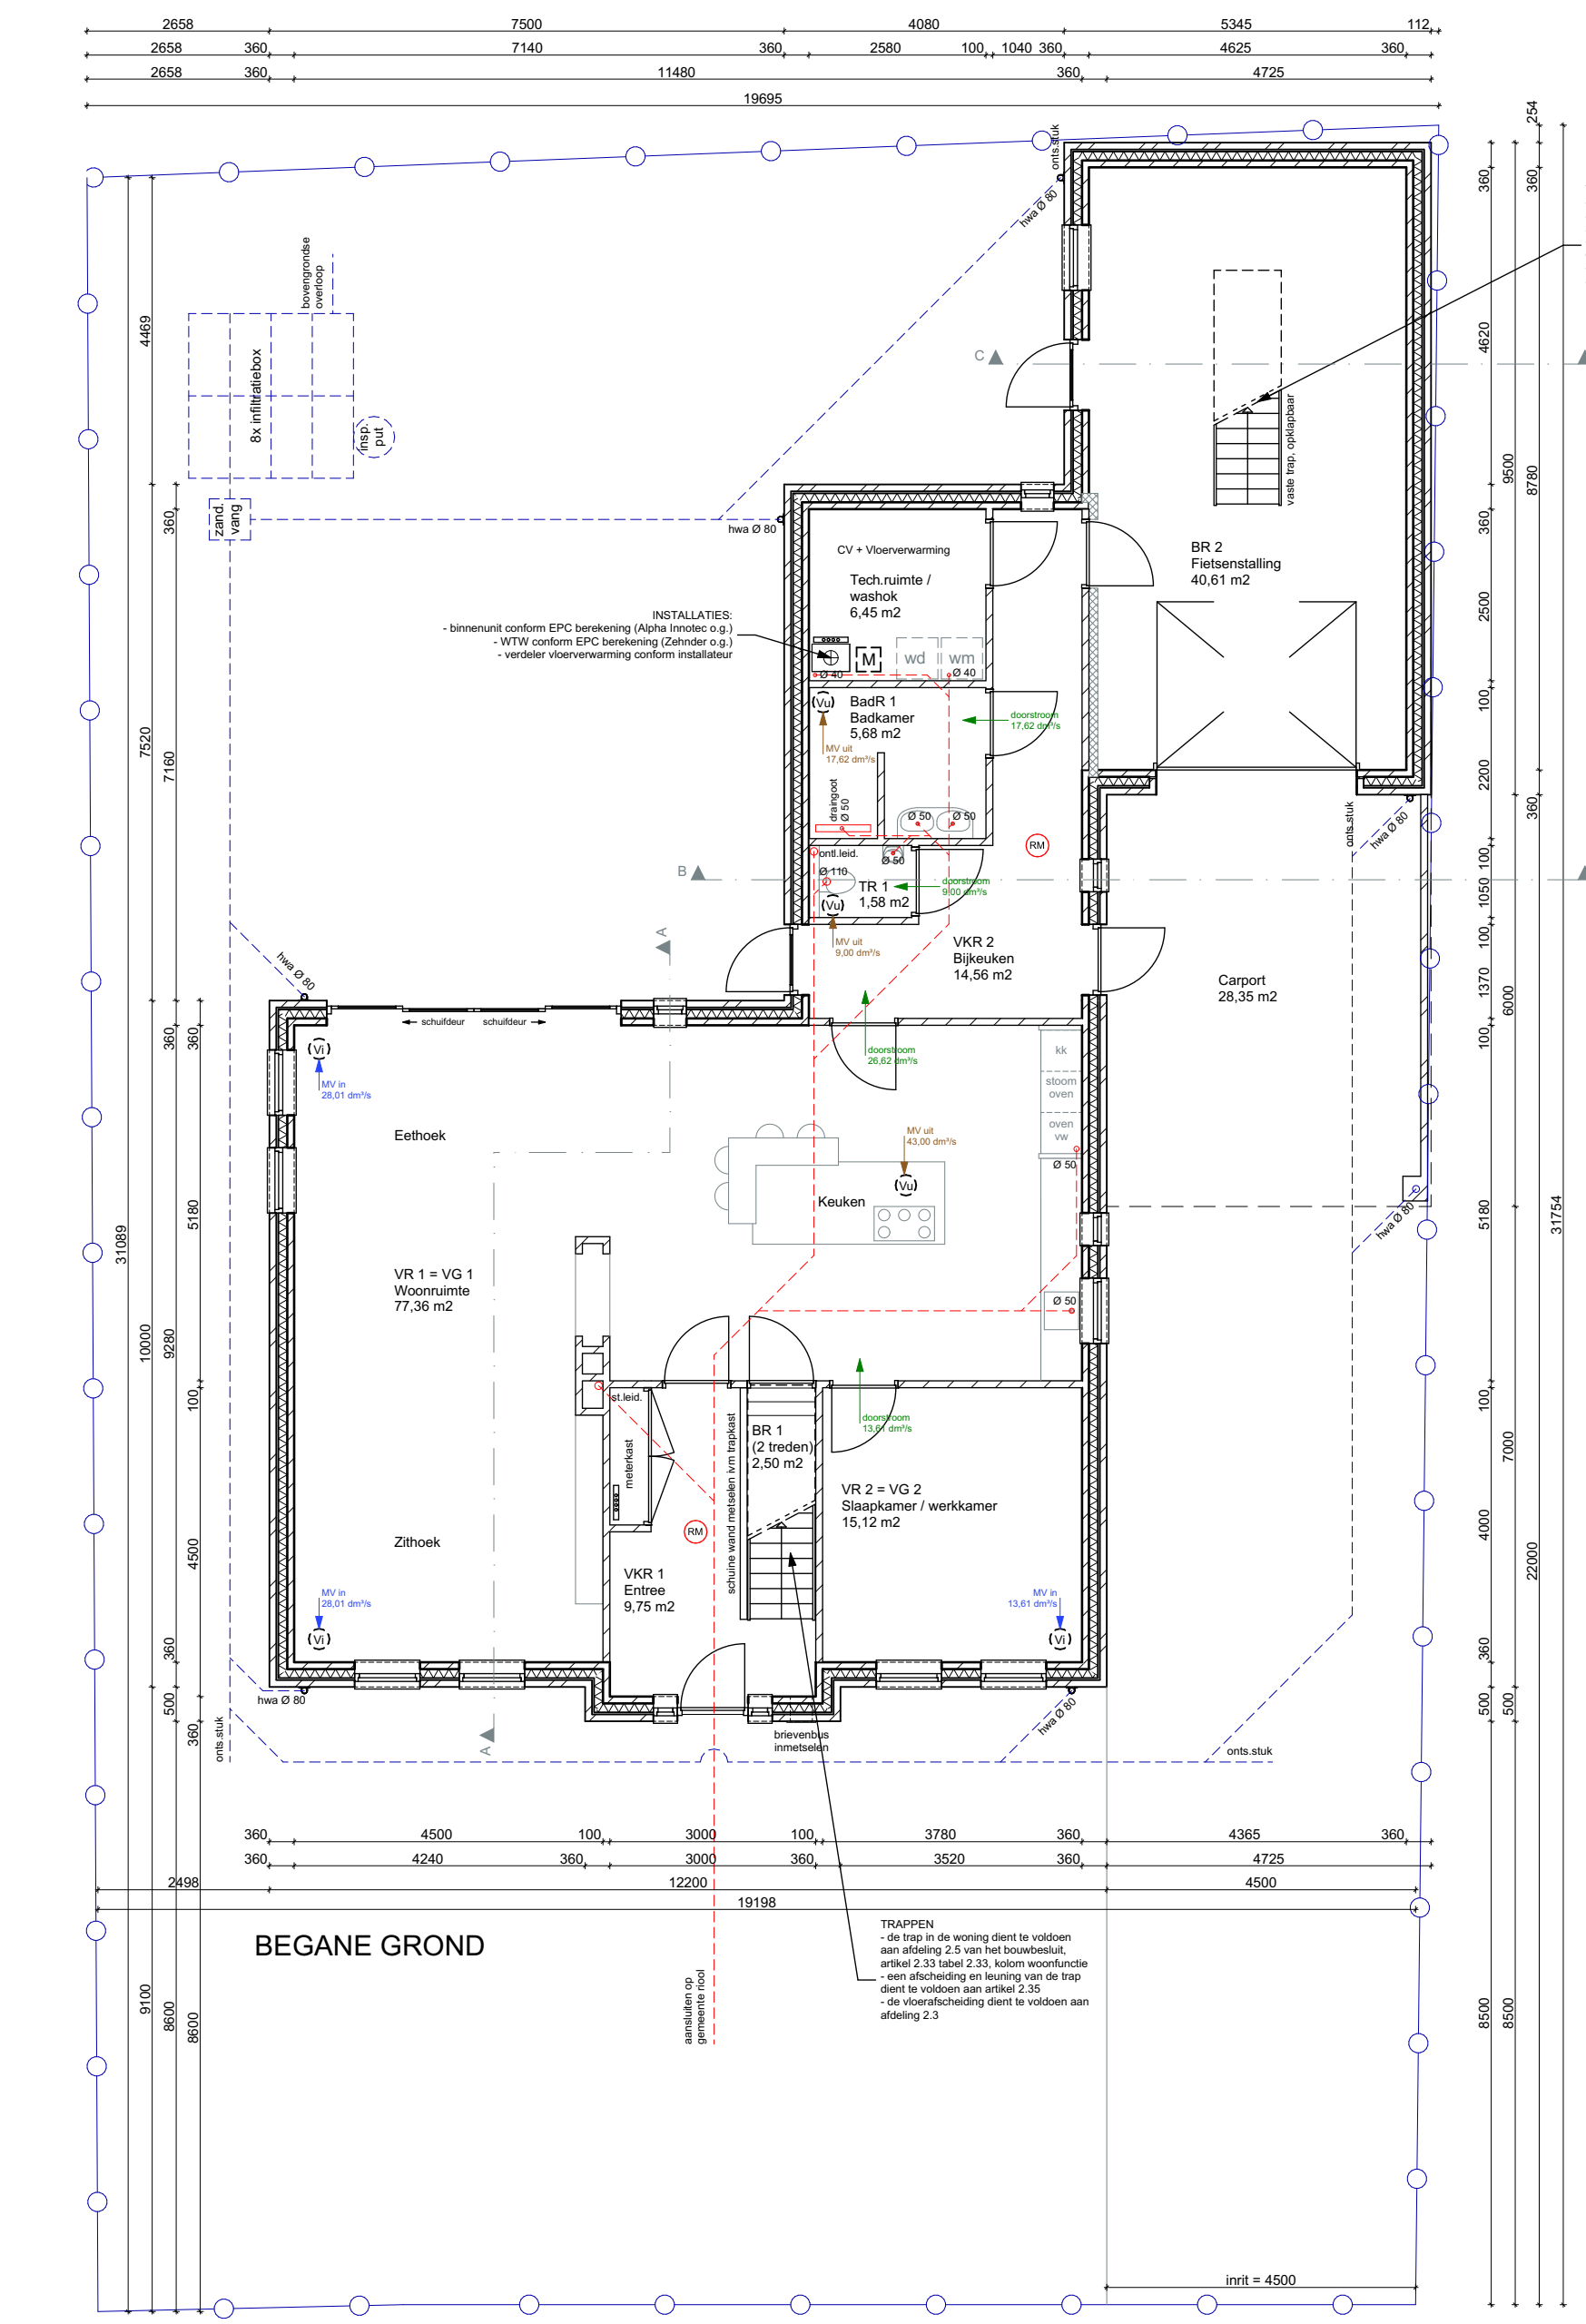 2658 7500 4080 5345 112
2658 360 7140 360 2580 100 1040 360 4625 360
2658 360 11480 360 4725
19695
254
onts.stuk
hwa Ø 80
360
360
bovengrondse
overloop
4469
8x infiltratiebox
insp.
put
4620
C
vaste trap, opklapbaar
9500
8780
zand.
vang
hwa Ø 80
360
360
CV + Vloerverwarming
Tech.ruimte /
washok
6,45 m2
BR 2
Fietsenstalling
40,61 m2
2500
INSTALLATIES:
- binnenunit conform EPC berekening (Alpha Innotec o.g.)
- WTW conform EPC berekening (Zehnder o.g.)
- verdeler vloerverwarming conform installateur
M
wd
wm
Ø 40
Ø 40
100
(Vu)
BadR 1
Badkamer
5,68 m2
doorstroom
17,62 dm³/s
MV uit
17,62 dm³/s
7520
7160
2200
draingoot
Ø 50
Ø 50
Ø 50
onts.stuk
hwa Ø 80
360
RM
ontl.leid.
Ø 50
100
Ø 110
B
TR 1
1,58 m2
doorstroom
9,00 dm³/s
(Vu)
1050
MV uit
9,00 dm³/s
A
100
VKR 2
Bijkeuken
14,56 m2
hwa Ø 80
Carport
28,35 m2
1370
6000
schuifdeur schuifdeur
360
360
100
(Vi)
MV in
28,01 dm³/s
doorstroom
26,62 dm³/s
kk
stoom
oven
oven
vw
Eethoek
MV uit
43,00 dm³/s
Ø 50
(Vu)
Keuken
5180
5180
hwa Ø 80
31089
31754
VR 1 = VG 1
Woonruimte
77,36 m2
Ø 50
10000
9280
100
st.leid.
100
doorstroom
13,61 dm³/s
meterkast
schuine wand metselen ivm trapkast
BR 1
(2 treden)
2,50 m2
7000
VR 2 = VG 2
Slaapkamer / werkkamer
15,12 m2
RM
Zithoek
4500
4000
22000
VKR 1
Entree
9,75 m2
MV in
28,01 dm³/s
MV in
13,61 dm³/s
(Vi)
(Vi)
360
360
hwa Ø 80
hwa Ø 80
500
500
500
360
onts.stuk
A
brievenbus
inmetselen
onts.stuk
360 4500 100 3000 100 3780 360 4365 360
360 4240 360 3000 360 3520 360 4725
2498 12200 4500
19198
BEGANE GROND
TRAPPEN
- de trap in de woning dient te voldoen
aan afdeling 2.5 van het bouwbesluit,
artikel 2.33 tabel 2.33, kolom woonfunctie
- een afscheiding en leuning van de trap
dient te voldoen aan artikel 2.35
- de vloerafscheiding dient te voldoen aan
afdeling 2.3
aansluiten op
gemeente riool
9100
8600
8600
8500
8500
inrit = 4500